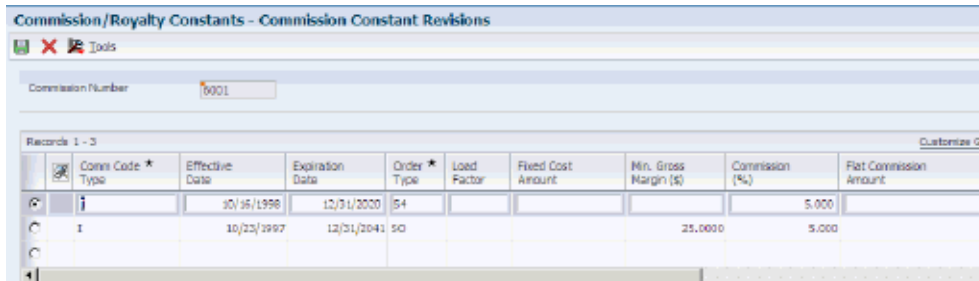 Commission/Royalty Constants - Commission Constant Revisions
Tools
Commission Number 6001
Records 1 - 3 Customize G
Comm Code * Effective Expiration Order * Load Fixed Cost Min. Gross Commission Flat Commission
Type Date Date Type Factor Amount Margin ($) (%) Amount
10/16/1998 12/31/2020 S4 5.000
I 10/23/1997 12/31/2041 SO 25.0000 5.000